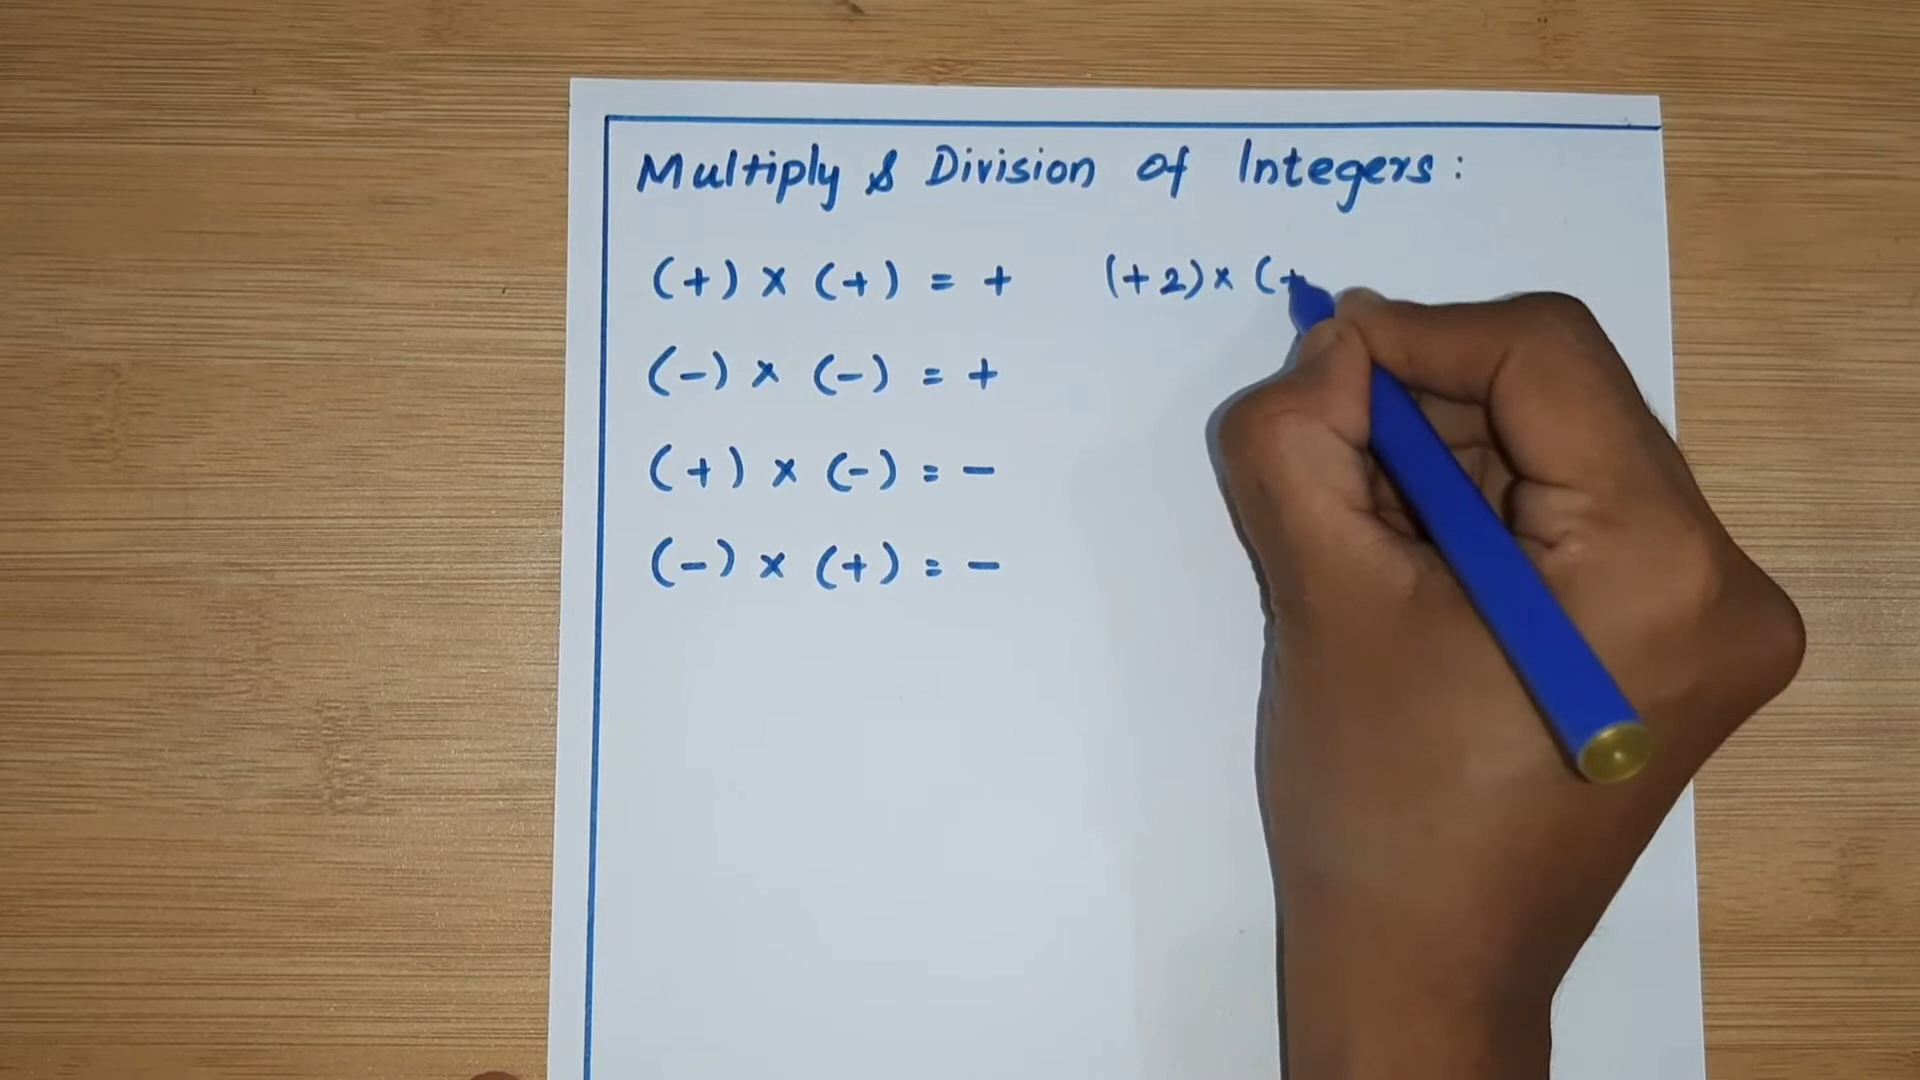 Multiply & Division of Integers:
(+) × (+) = + (+2) × (+
(-) × (-) = +
(+) × (-) = -
(-) × (+) = -